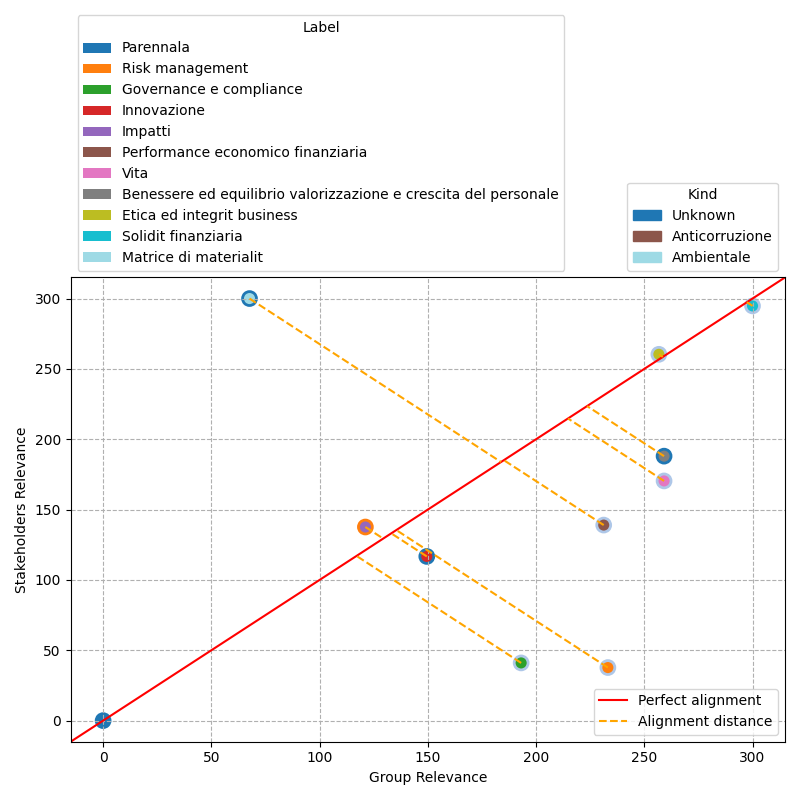 Label
Parennala
Risk management
Governance e compliance
Innovazione
Impatti
Performance economico finanziaria
Vita
Benessere ed equilibrio valorizzazione e crescita del personale
Etica ed integrit business
Solidit finanziaria
Matrice di materialit
Kind
Unknown
Anticorruzione
Ambientale
300
250
200
150
100
50
0
Stakeholders Relevance
Perfect alignment
Alignment distance
0 50 100 150 200 250 300
Group Relevance